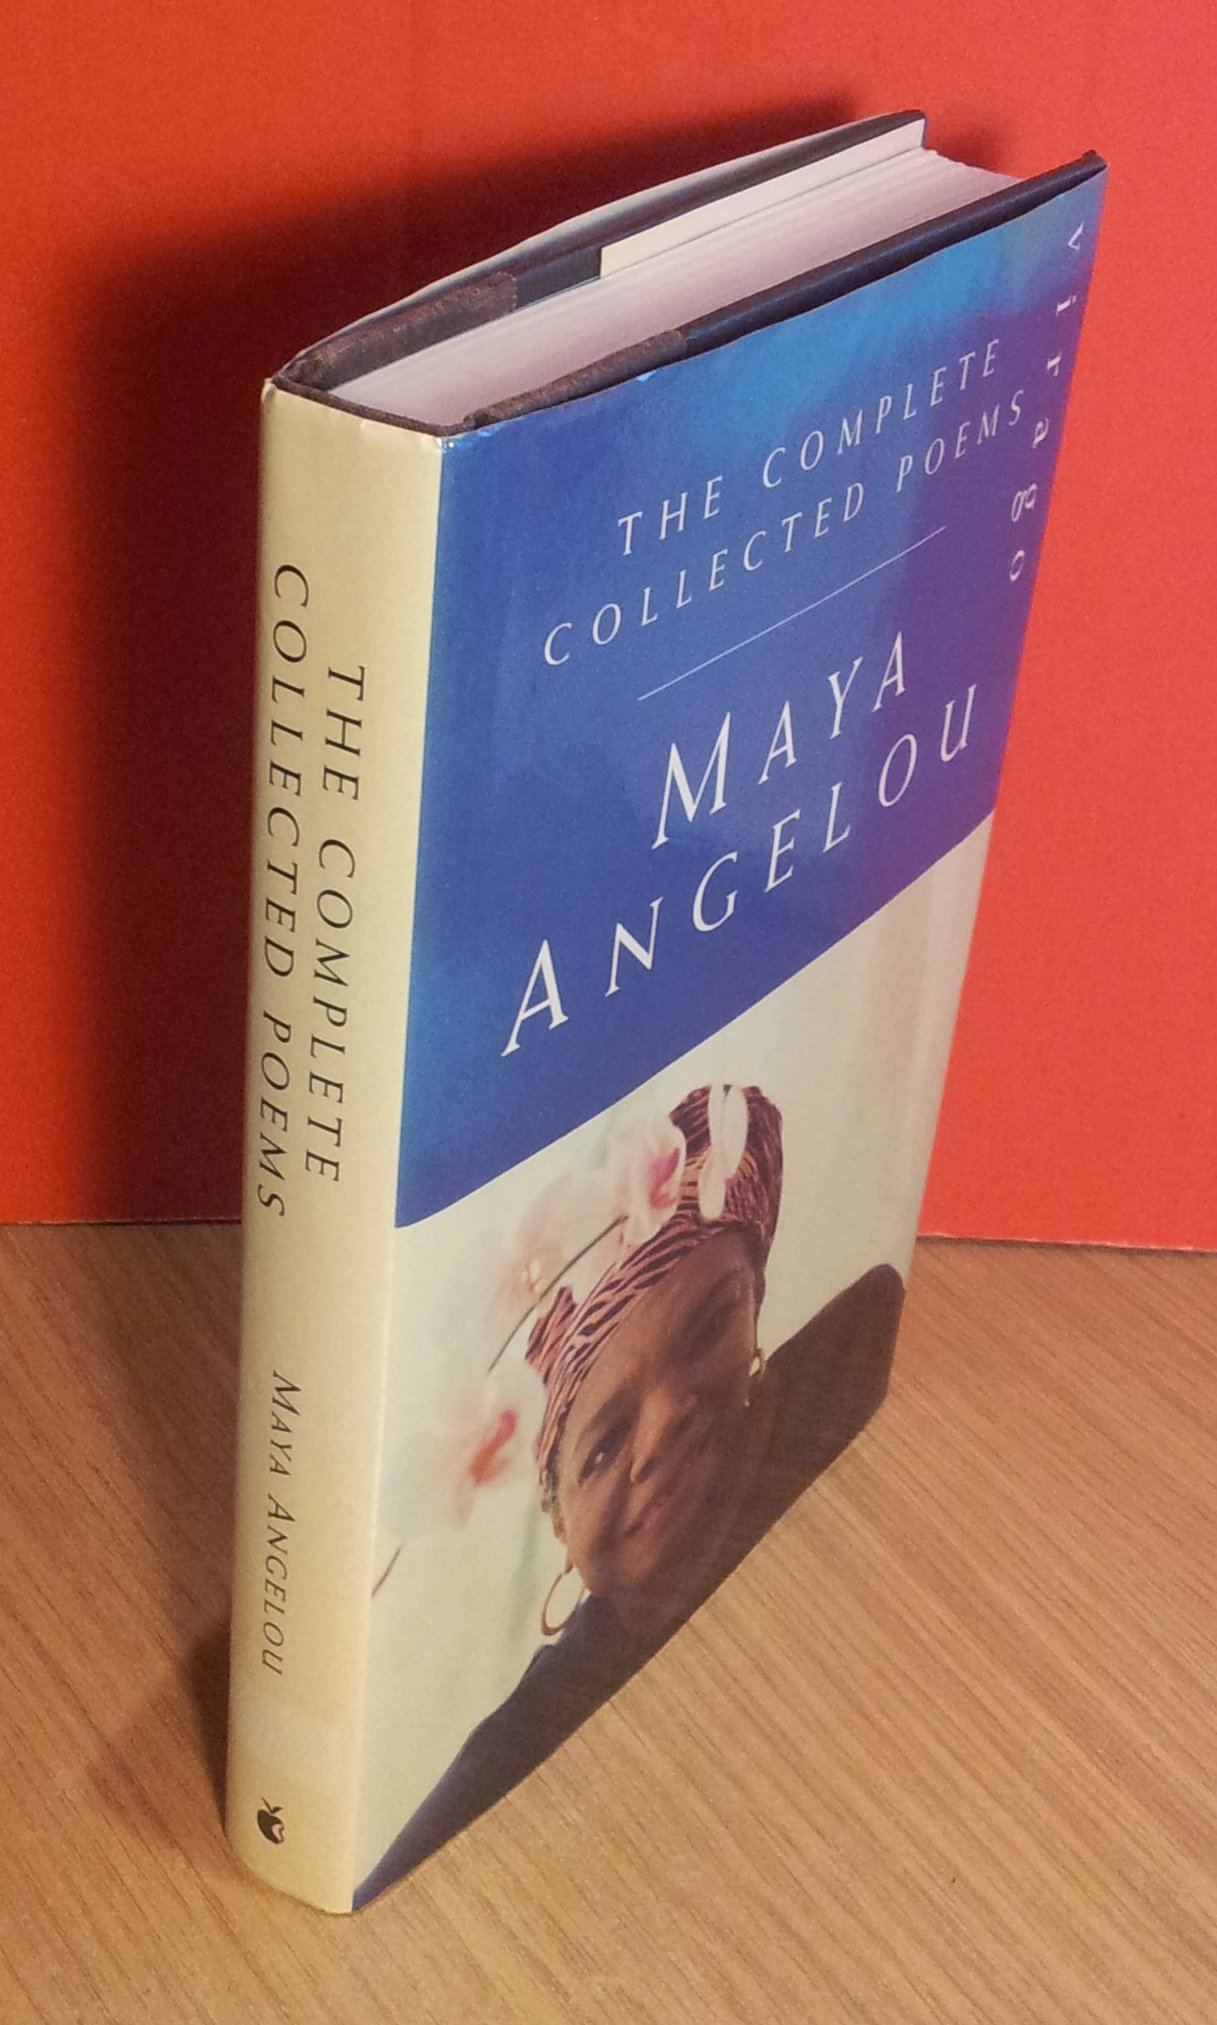 THE COMPLETE
COLLECTED POEMS
MAYA ANGELOU
THE COMPLETE
COLLECTED POEMS
MAYA
ANGELOU
virago